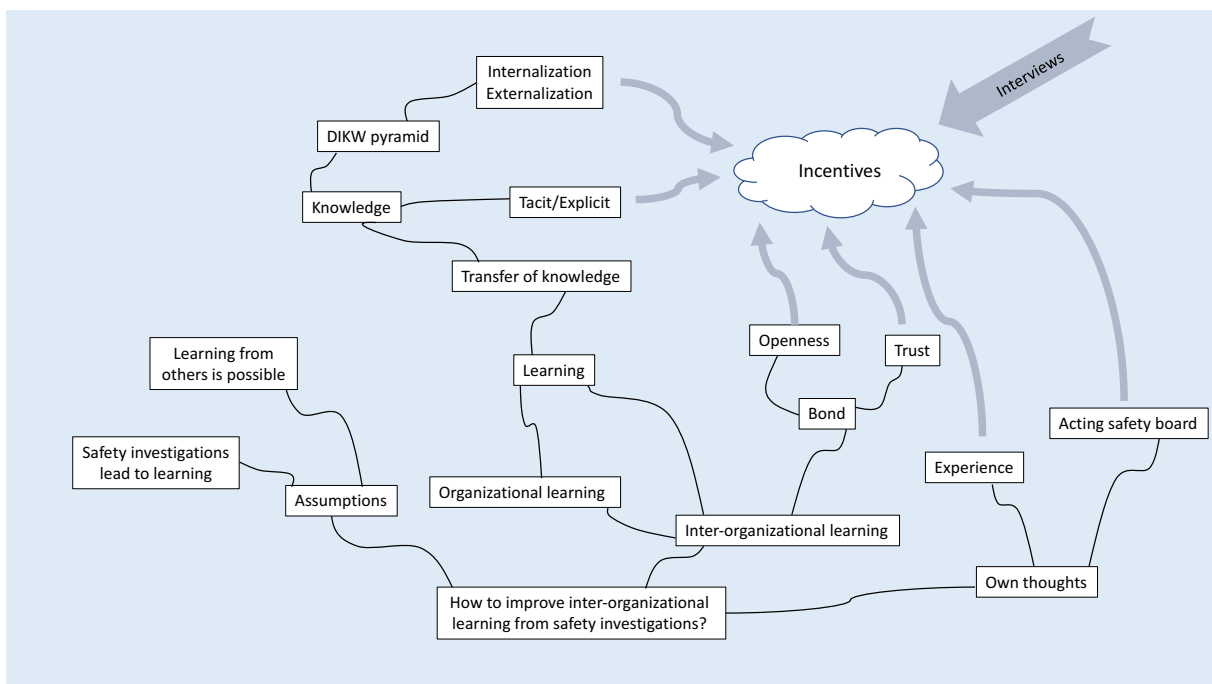 Internalization
Externalization
Interviews
DIKW pyramid
Incentives
Knowledge
Tacit/Explicit
Transfer of knowledge
Openness
Trust
Learning from
others is possible
Learning
Bond
Acting safety board
Safety investigations
lead to learning
Experience
Assumptions
Organizational learning
Inter-organizational learning
Own thoughts
How to improve inter-organizational
learning from safety investigations?